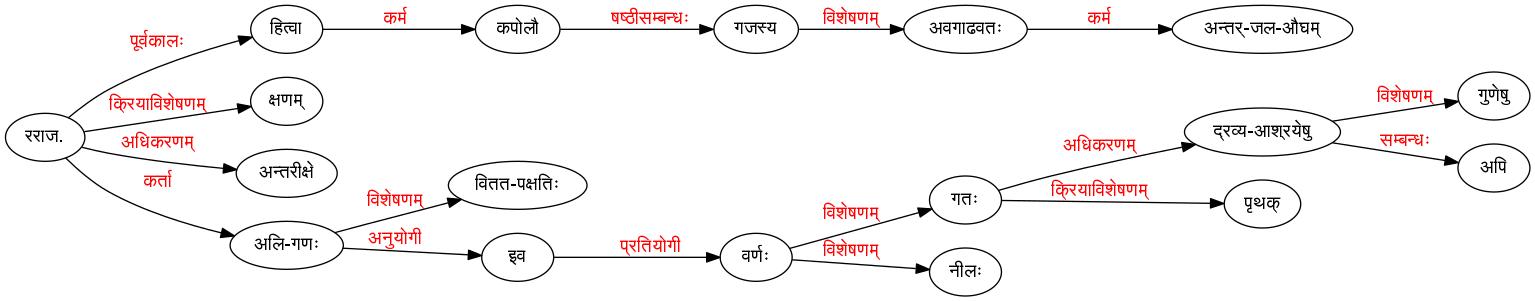 रराज.
पूर्वकालः
हित्वा
कर्म
कपोलौ
षष्ठीसम्बन्धः
गजस्य
विशेषणम्
अवगाढवतः
कर्म
अन्तर्-जल-औघम्
क्रियाविशेषणम्
क्षणम्
अधिकरणम्
अन्तरीक्षे
कर्ता
अलि-गणः
विशेषणम्
वितत-पक्षतिः
अनुयोगी
इव
प्रतियोगी
वर्णः
विशेषणम्
गतः
अधिकरणम्
द्रव्य-आश्रयेषु
विशेषणम्
गुणेषु
सम्बन्धः
अपि
क्रियाविशेषणम्
पृथक्
विशेषणम्
नीलः